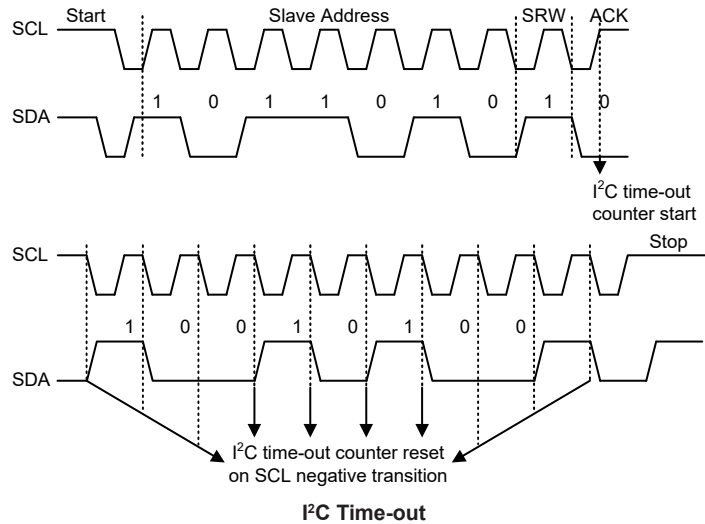 Start Slave Address SRW ACK
SCL
1 0 1 1 0 1 0 1 0
SDA
I²C time-out
counter start
Stop
SCL
1 0 0 1 0 1 0 0
SDA
I²C time-out counter reset
on SCL negative transition
I²C Time-out